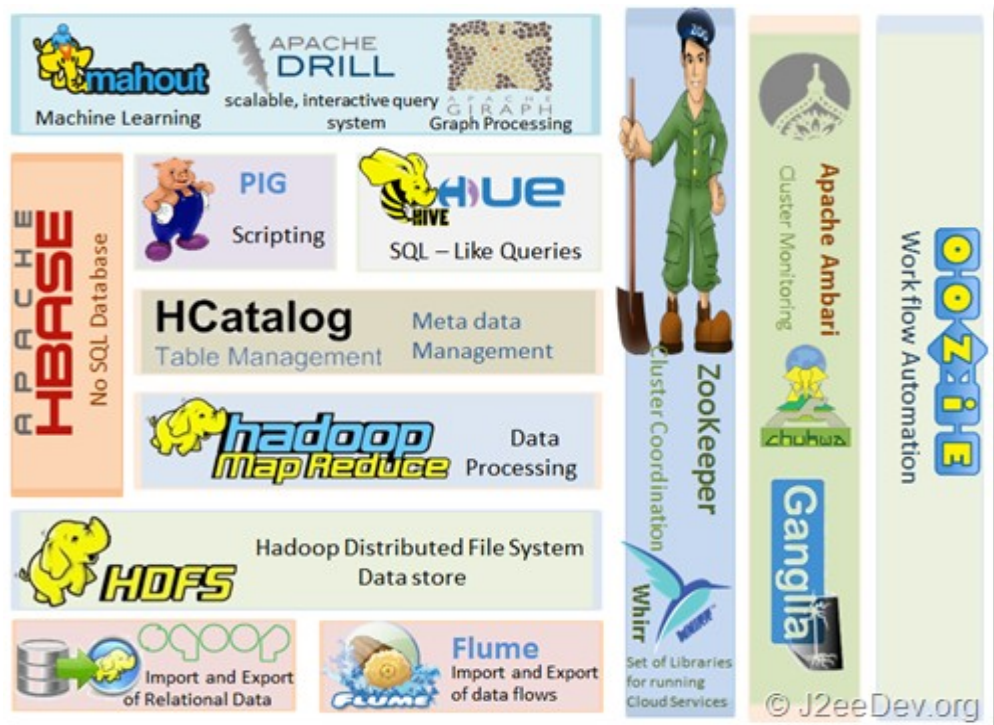 mahout
Machine Learning
APACHE
DRILL
scalable, interactive query
system
APACHE
GIRAPH
Graph Processing
APACHE
HBASE
No SQL Database
PIG
Scripting
HIVE
HUE
SQL – Like Queries
HCatalog
Table Management
Meta data
Management
hadoop
Map Reduce
Data
Processing
HDFS
Hadoop Distributed File System
Data store
sqoop
Import and Export
of Relational Data
FLUME
Flume
Import and Export
of data flows
ZOO
ZooKeeper
Cluster Coordination
Whirr
WHIRR
Set of Libraries
for running
Cloud Services
Apache Ambari
Cluster Monitoring
chukwa
Ganglia
OOZIE
Workflow Automation
© J2eeDev.org